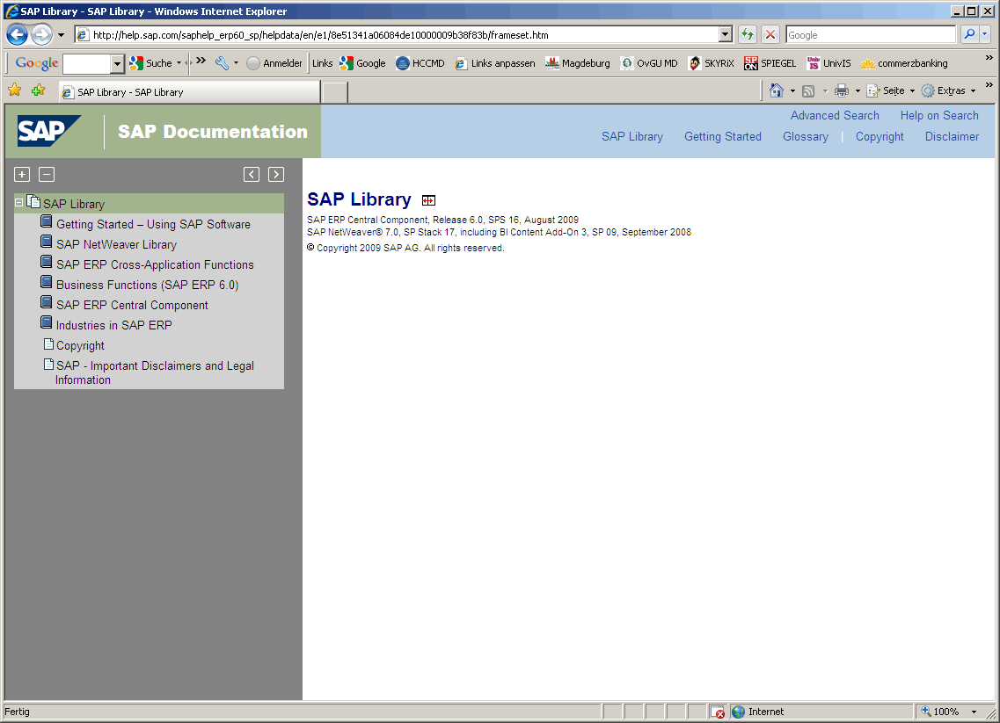 SAP Library - SAP Library - Windows Internet Explorer
http://help.sap.com/saphelp_erp60_sp/helpdata/en/e1/8e51341a06084de10000009b38f83b/frameset.htm
Google
Google
Suche
Anmelder
Links
Google
HCCMD
Links anpassen
Magdeburg
OvGU MD
SKYRiX
SPIEGEL
UnivIS
commerzbanking
SAP Library - SAP Library
Seite
Extras
SAP
SAP Documentation
Advanced Search
Help on Search
SAP Library
Getting Started
Glossary
Copyright
Disclaimer
SAP Library
Getting Started – Using SAP Software
SAP NetWeaver Library
SAP ERP Cross-Application Functions
Business Functions (SAP ERP 6.0)
SAP ERP Central Component
Industries in SAP ERP
Copyright
SAP - Important Disclaimers and Legal
Information
SAP Library
SAP ERP Central Component, Release 6.0, SPS 16, August 2009
SAP NetWeaver® 7.0, SP Stack 17, including BI Content Add-On 3, SP 09, September 2008
© Copyright 2009 SAP AG. All rights reserved.
Fertig
Internet
100%